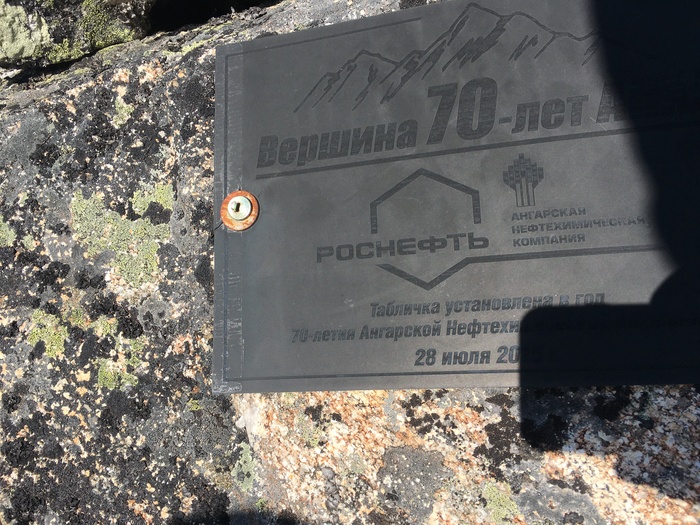 Вершина 70-лет
РОСНЕФТЬ
АНГАРСКАЯ
НЕФТЕХИМИЧЕСКАЯ
КОМПАНИЯ
Табличка установлена в год
70-летия Ангарской
28 июля